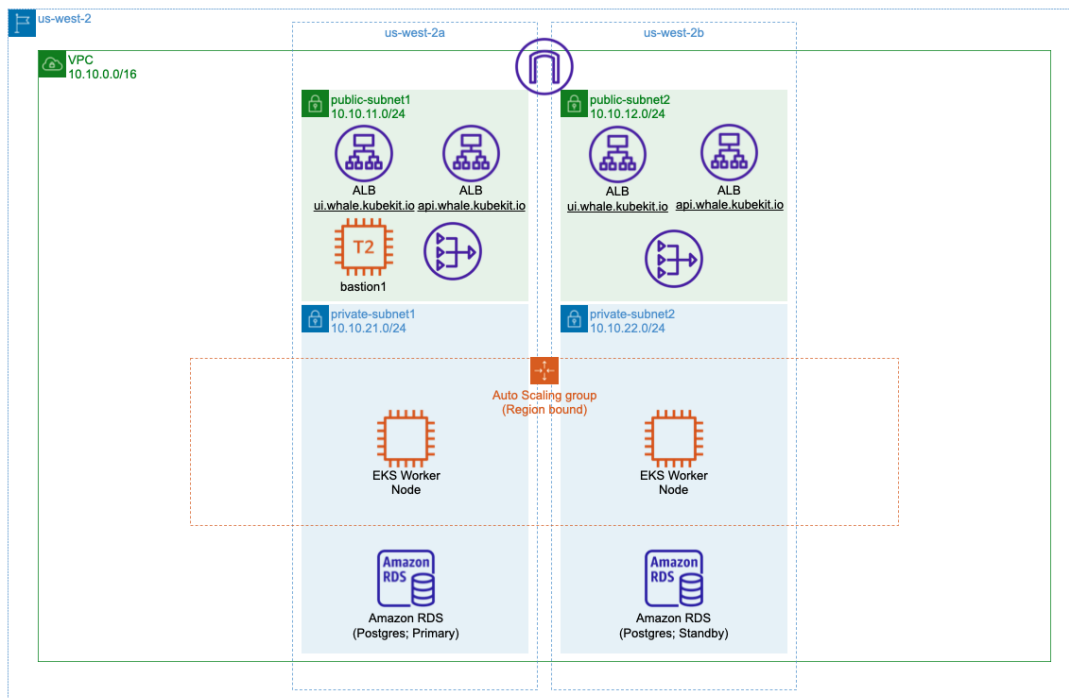 us-west-2
us-west-2a
us-west-2b
VPC
10.10.0.0/16
public-subnet1
10.10.11.0/24
ALB
ui.whale.kubekit.io
ALB
api.whale.kubekit.io
T2
bastion1
public-subnet2
10.10.12.0/24
ALB
ui.whale.kubekit.io
ALB
api.whale.kubekit.io
private-subnet1
10.10.21.0/24
private-subnet2
10.10.22.0/24
Auto Scaling group
(Region bound)
EKS Worker
Node
EKS Worker
Node
Amazon
RDS
Amazon RDS
(Postgres; Primary)
Amazon
RDS
Amazon RDS
(Postgres; Standby)